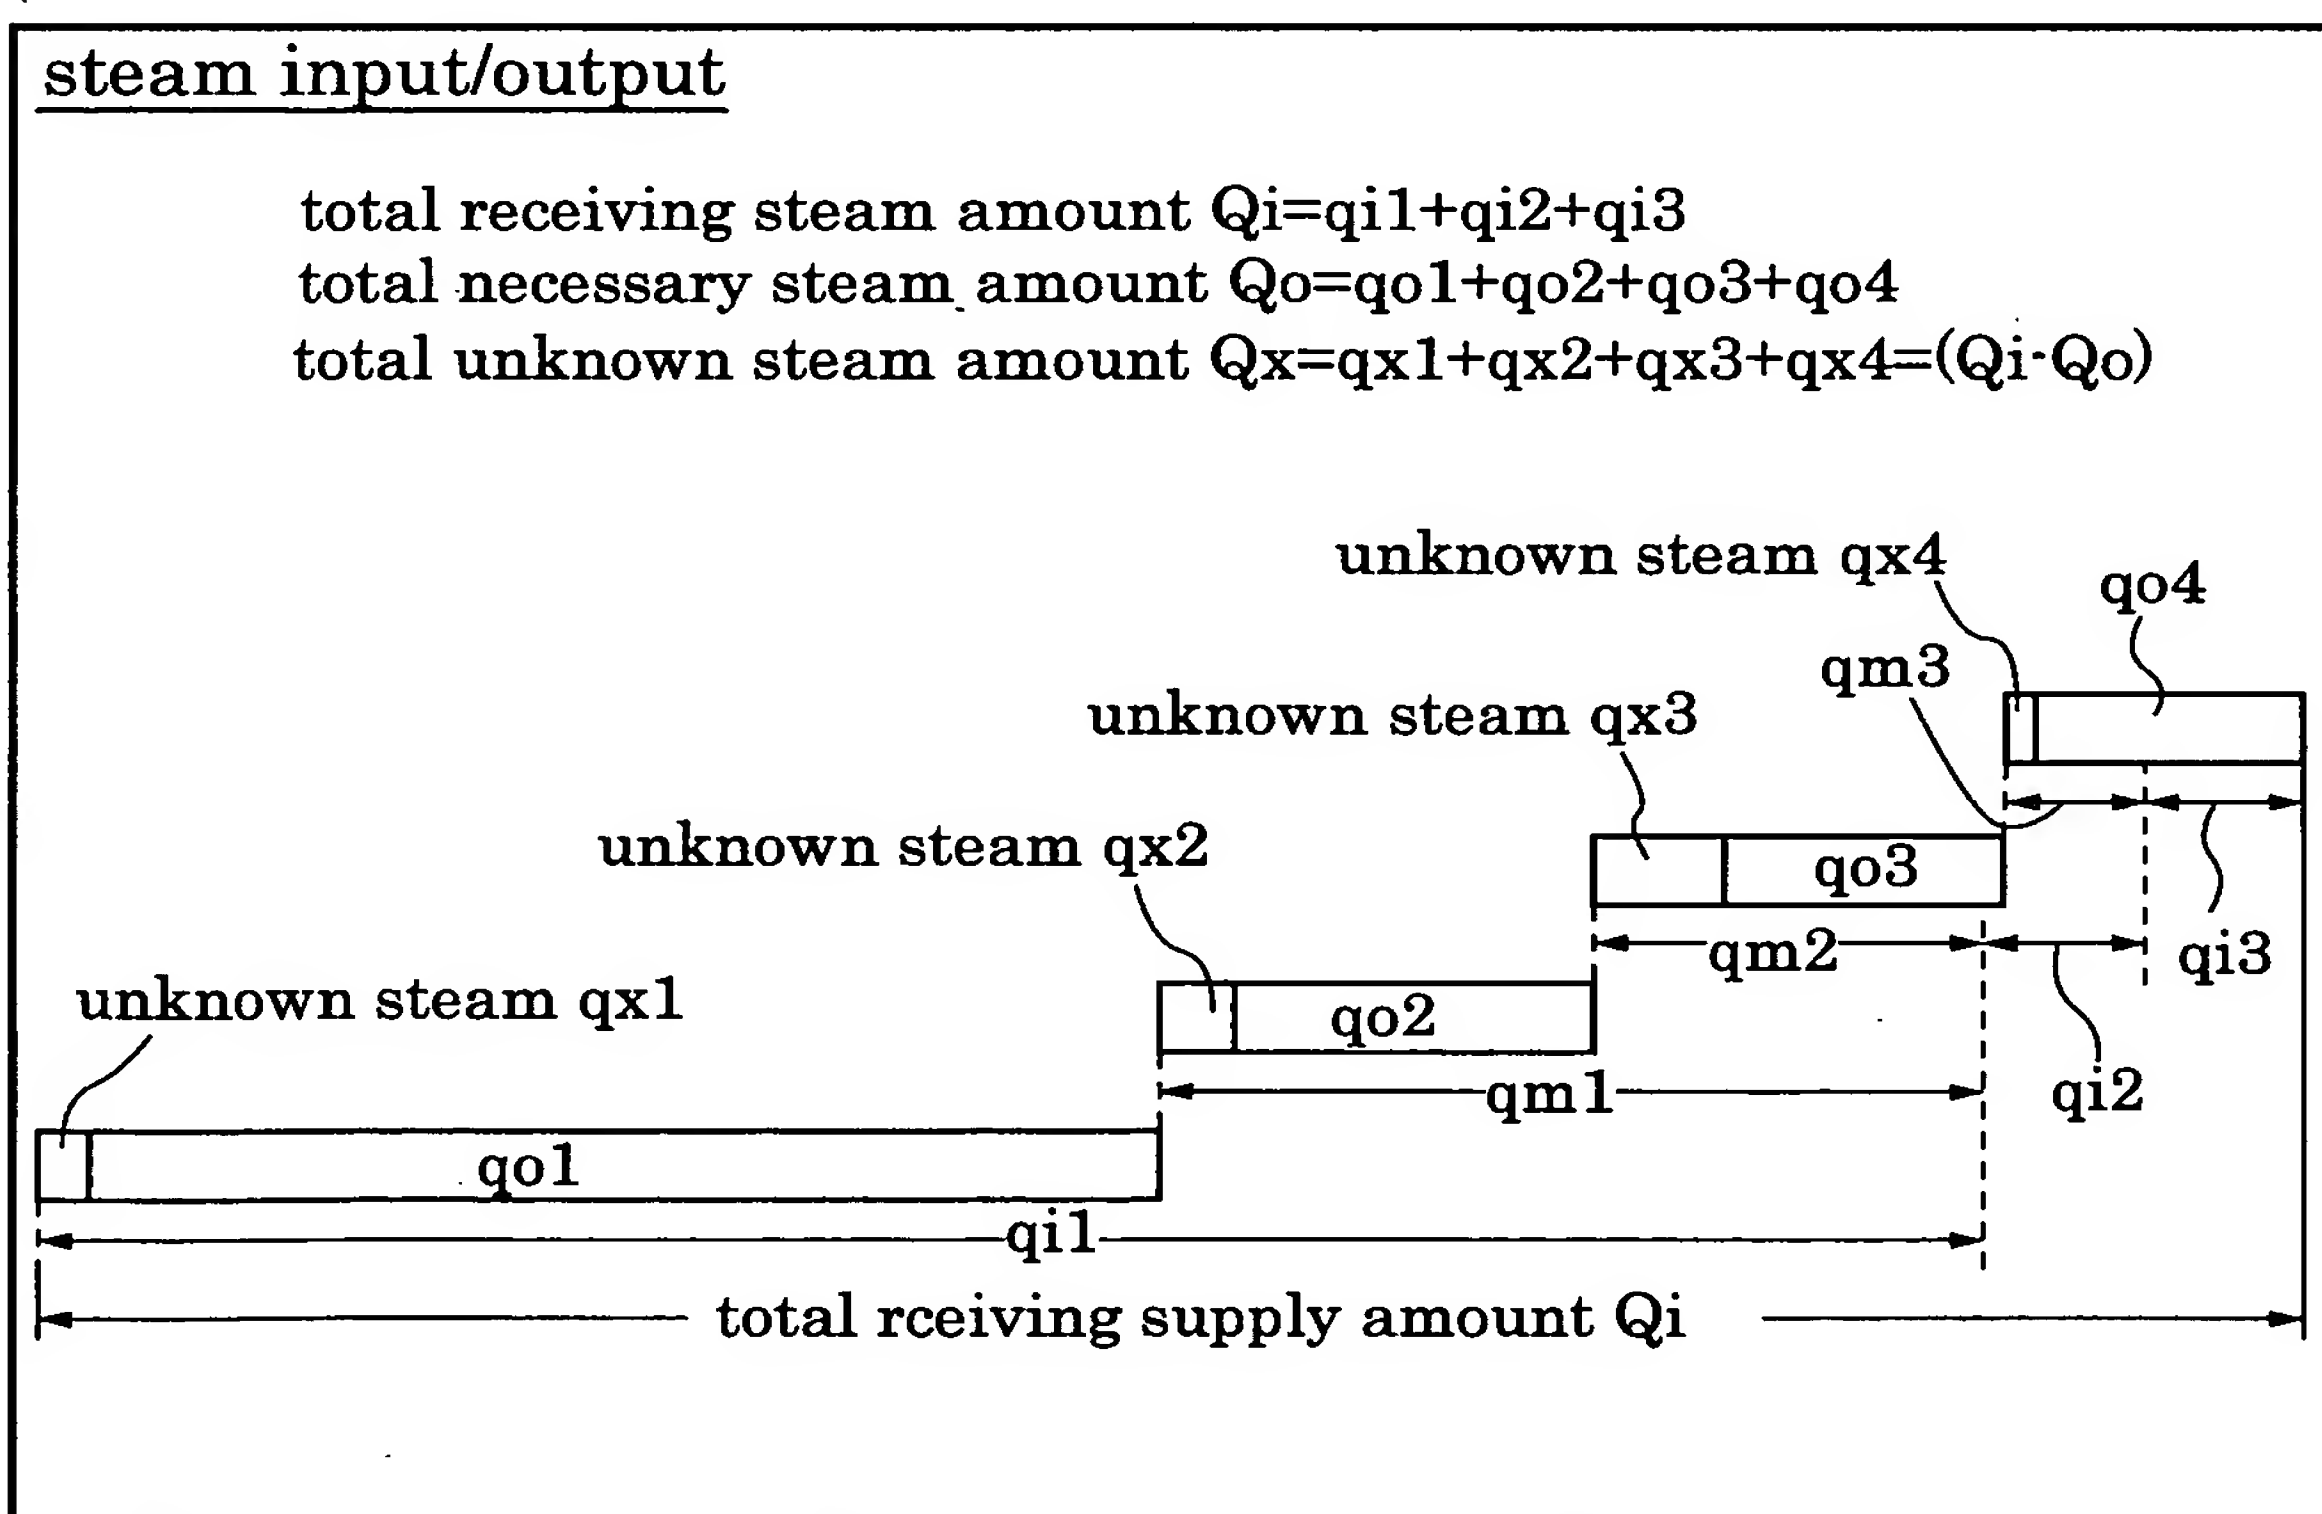 steam input/output
total receiving steam amount Qi=qi1+qi2+qi3
total necessary steam amount Qo=qo1+qo2+qo3+qo4
total unknown steam amount Qx=qx1+qx2+qx3+qx4=(Qi-Qo)
unknown steam qx4
qo4
qm3
unknown steam qx3
unknown steam qx2
qo3
qm2
qi3
unknown steam qx1
qo2
qm1
qi2
qo1
qi1
total rceiving supply amount Qi